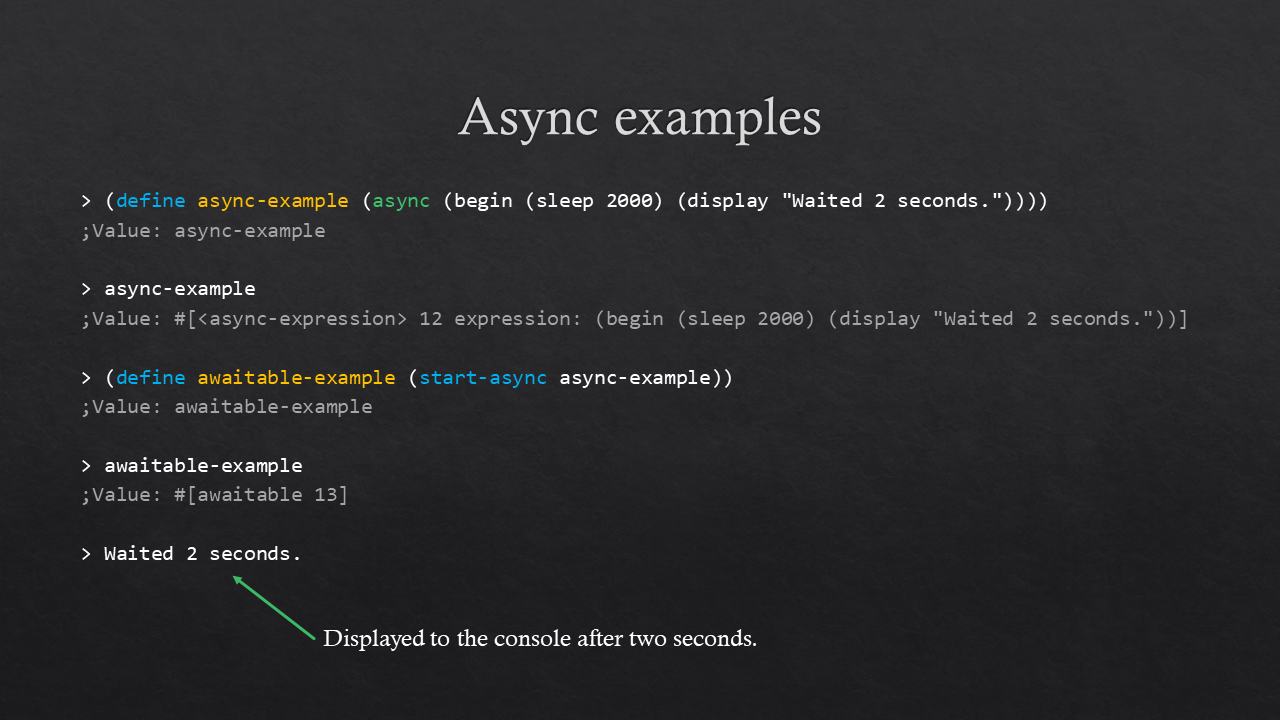 Async examples
> (define async-example (async (begin (sleep 2000) (display "Waited 2 seconds."))))
;Value: async-example
> async-example
;Value: #[<async-expression> 12 expression: (begin (sleep 2000) (display "Waited 2 seconds."))]
> (define awaitable-example (start-async async-example))
;Value: awaitable-example
> awaitable-example
;Value: #[awaitable 13]
> Waited 2 seconds.
Displayed to the console after two seconds.